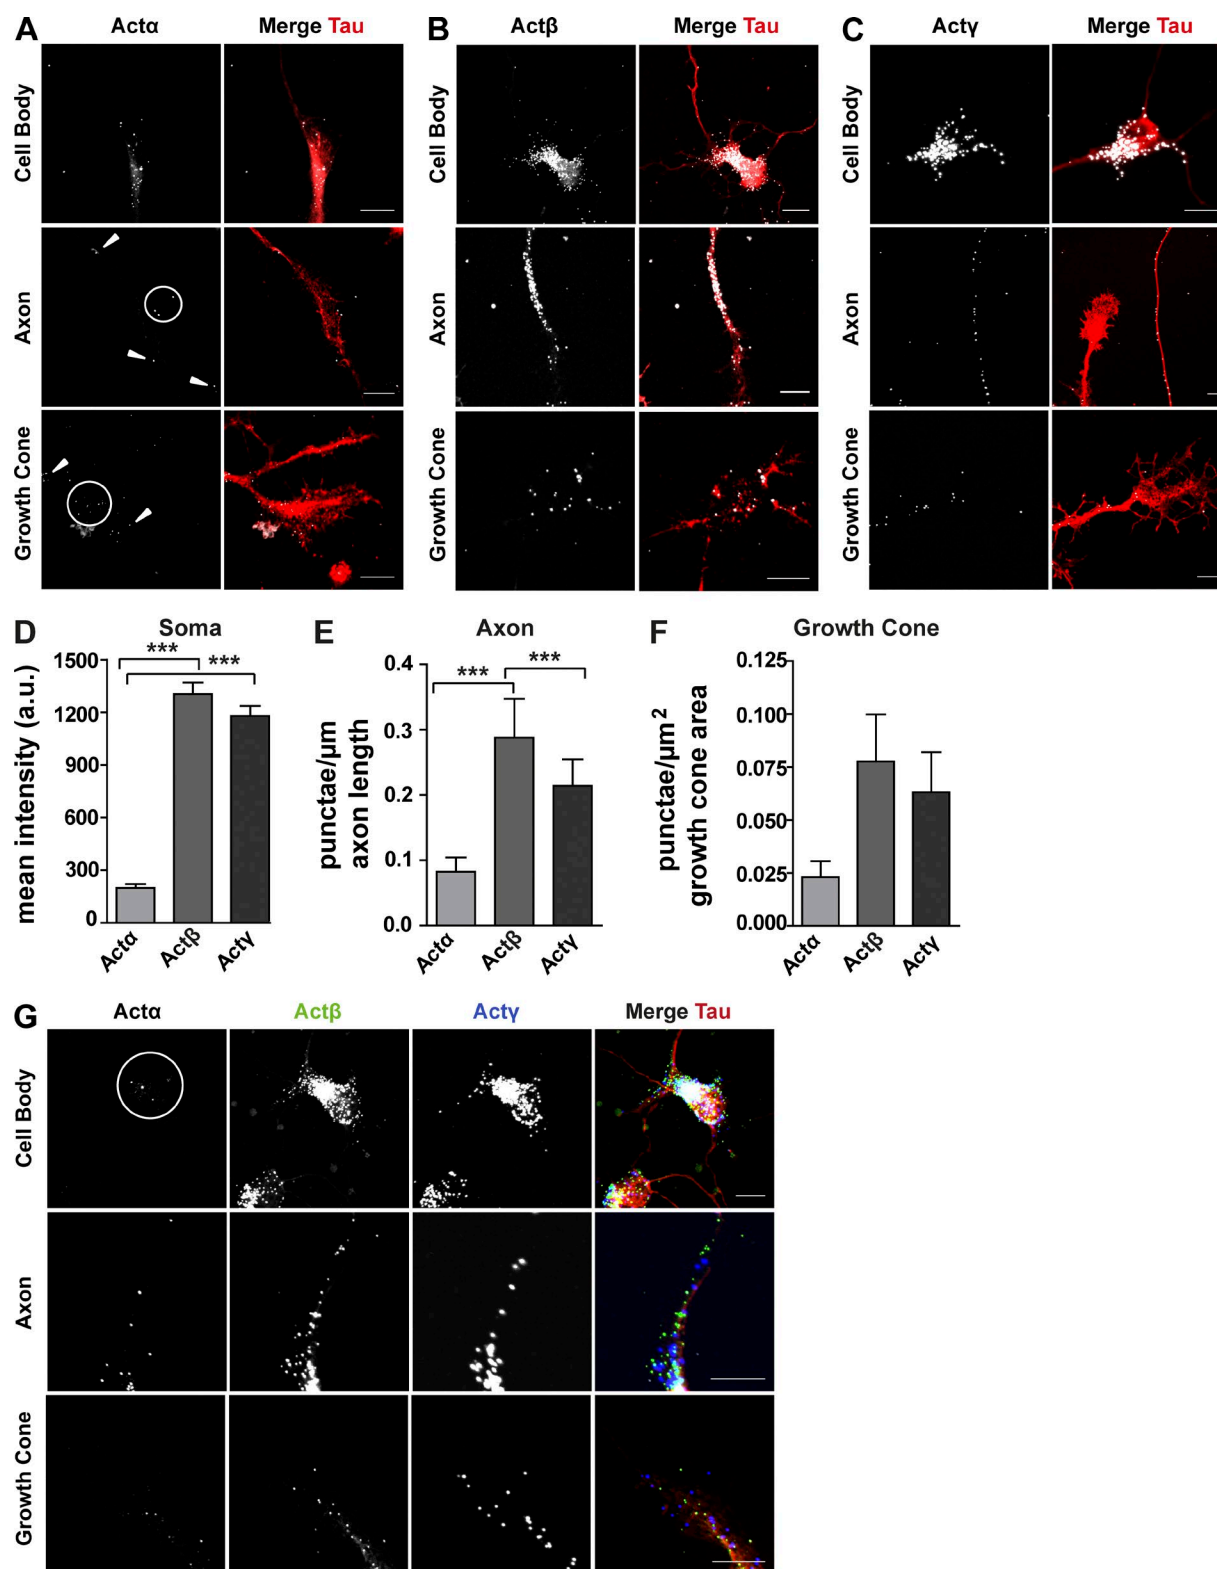 A Actα Merge Tau
B Actβ Merge Tau
C Actγ Merge Tau
Cell Body
Axon
Growth Cone
Cell Body
Axon
Growth Cone
Cell Body
Axon
Growth Cone
D Soma
mean intensity (a.u.)
1500
1200
900
600
300
0
***
***
Actα Actβ Actγ
E Axon
punctae/µm
axon length
0.4
0.3
0.2
0.1
0.0
***
***
Actα Actβ Actγ
F Growth Cone
punctae/µm²
growth cone area
0.125
0.100
0.075
0.050
0.025
0.000
Actα Actβ Actγ
G Actα Actβ Actγ Merge Tau
Cell Body
Axon
Growth Cone